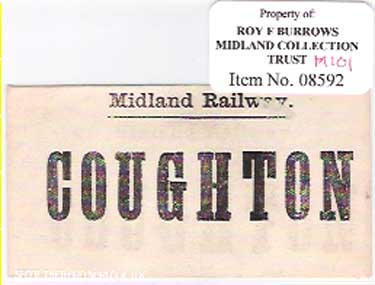 Property of:
ROY F BURROWS
MIDLAND COLLECTION
TRUST M101
Item No. 08592
Midland Railway.
COUGHTON